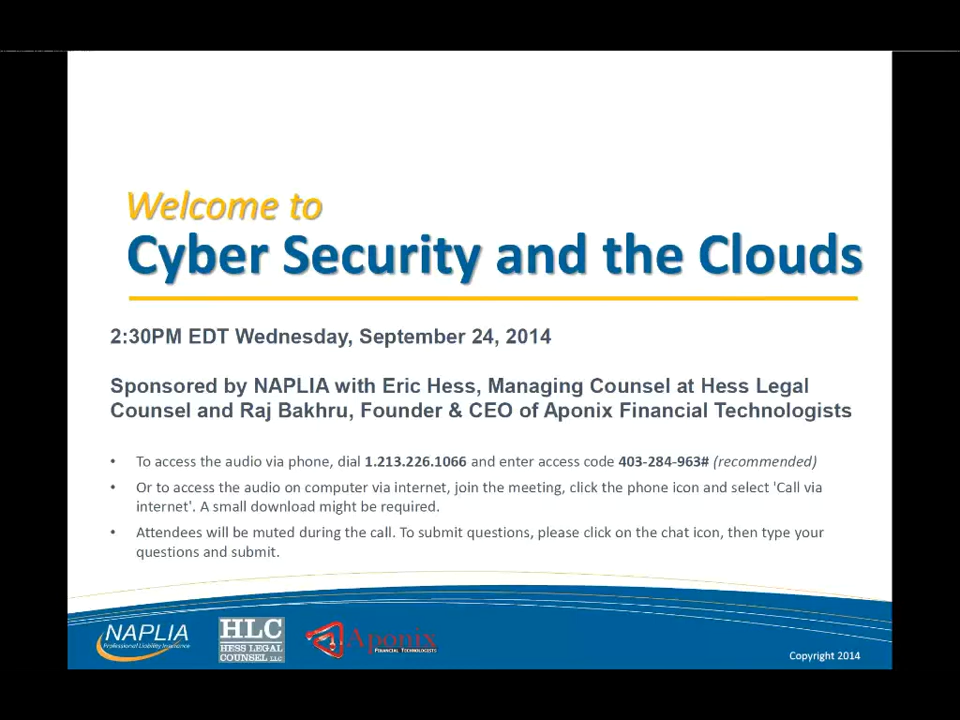 Welcome to
Cyber Security and the Clouds
2:30PM EDT Wednesday, September 24, 2014
Sponsored by NAPLIA with Eric Hess, Managing Counsel at Hess Legal
Counsel and Raj Bakhru, Founder & CEO of Aponix Financial Technologists
• To access the audio via phone, dial 1.213.226.1066 and enter access code 403-284-963# (recommended)
• Or to access the audio on computer via internet, join the meeting, click the phone icon and select 'Call via
internet'. A small download might be required.
• Attendees will be muted during the call. To submit questions, please click on the chat icon, then type your
questions and submit.
NAPLIA
Professional Liability Insurance
HLC
HESS LEGAL
COUNSEL LLC
Aponix
FINANCIAL TECHNOLOGISTS
Copyright 2014